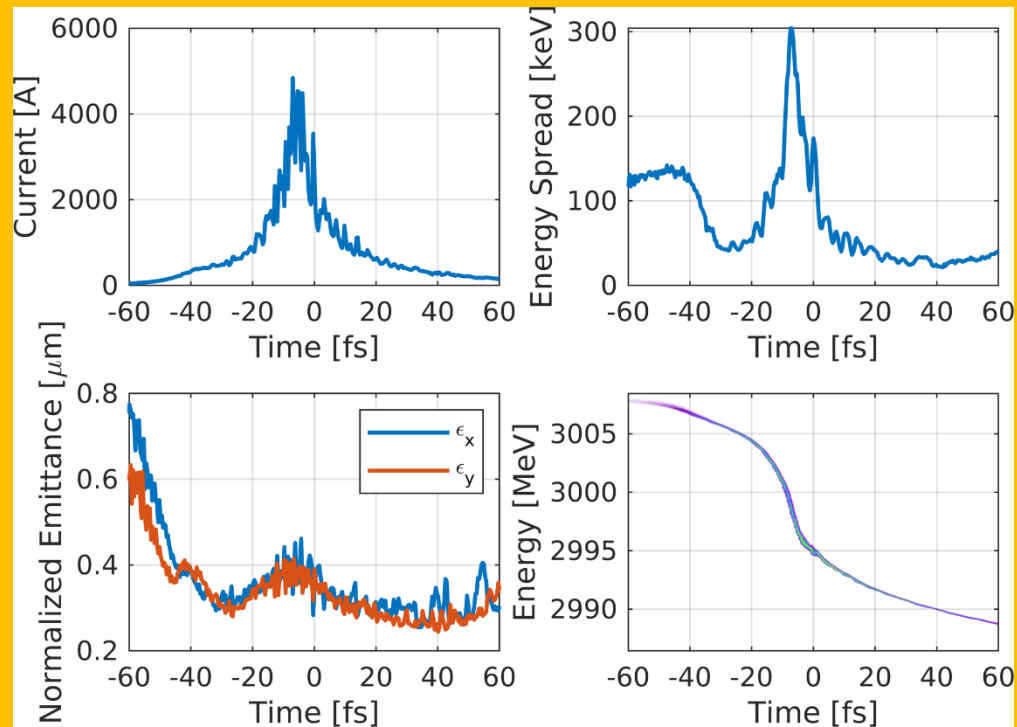 6000
4000
2000
0
Current [A]
-60 -40 -20 0 20 40 60
Time [fs]
300
200
100
0
Energy Spread [keV]
-60 -40 -20 0 20 40 60
Time [fs]
0.8
0.6
0.4
0.2
Normalized Emittance [μm]
ϵx
ϵy
-60 -40 -20 0 20 40 60
Time [fs]
3005
3000
2995
2990
Energy [MeV]
-60 -40 -20 0 20 40 60
Time [fs]